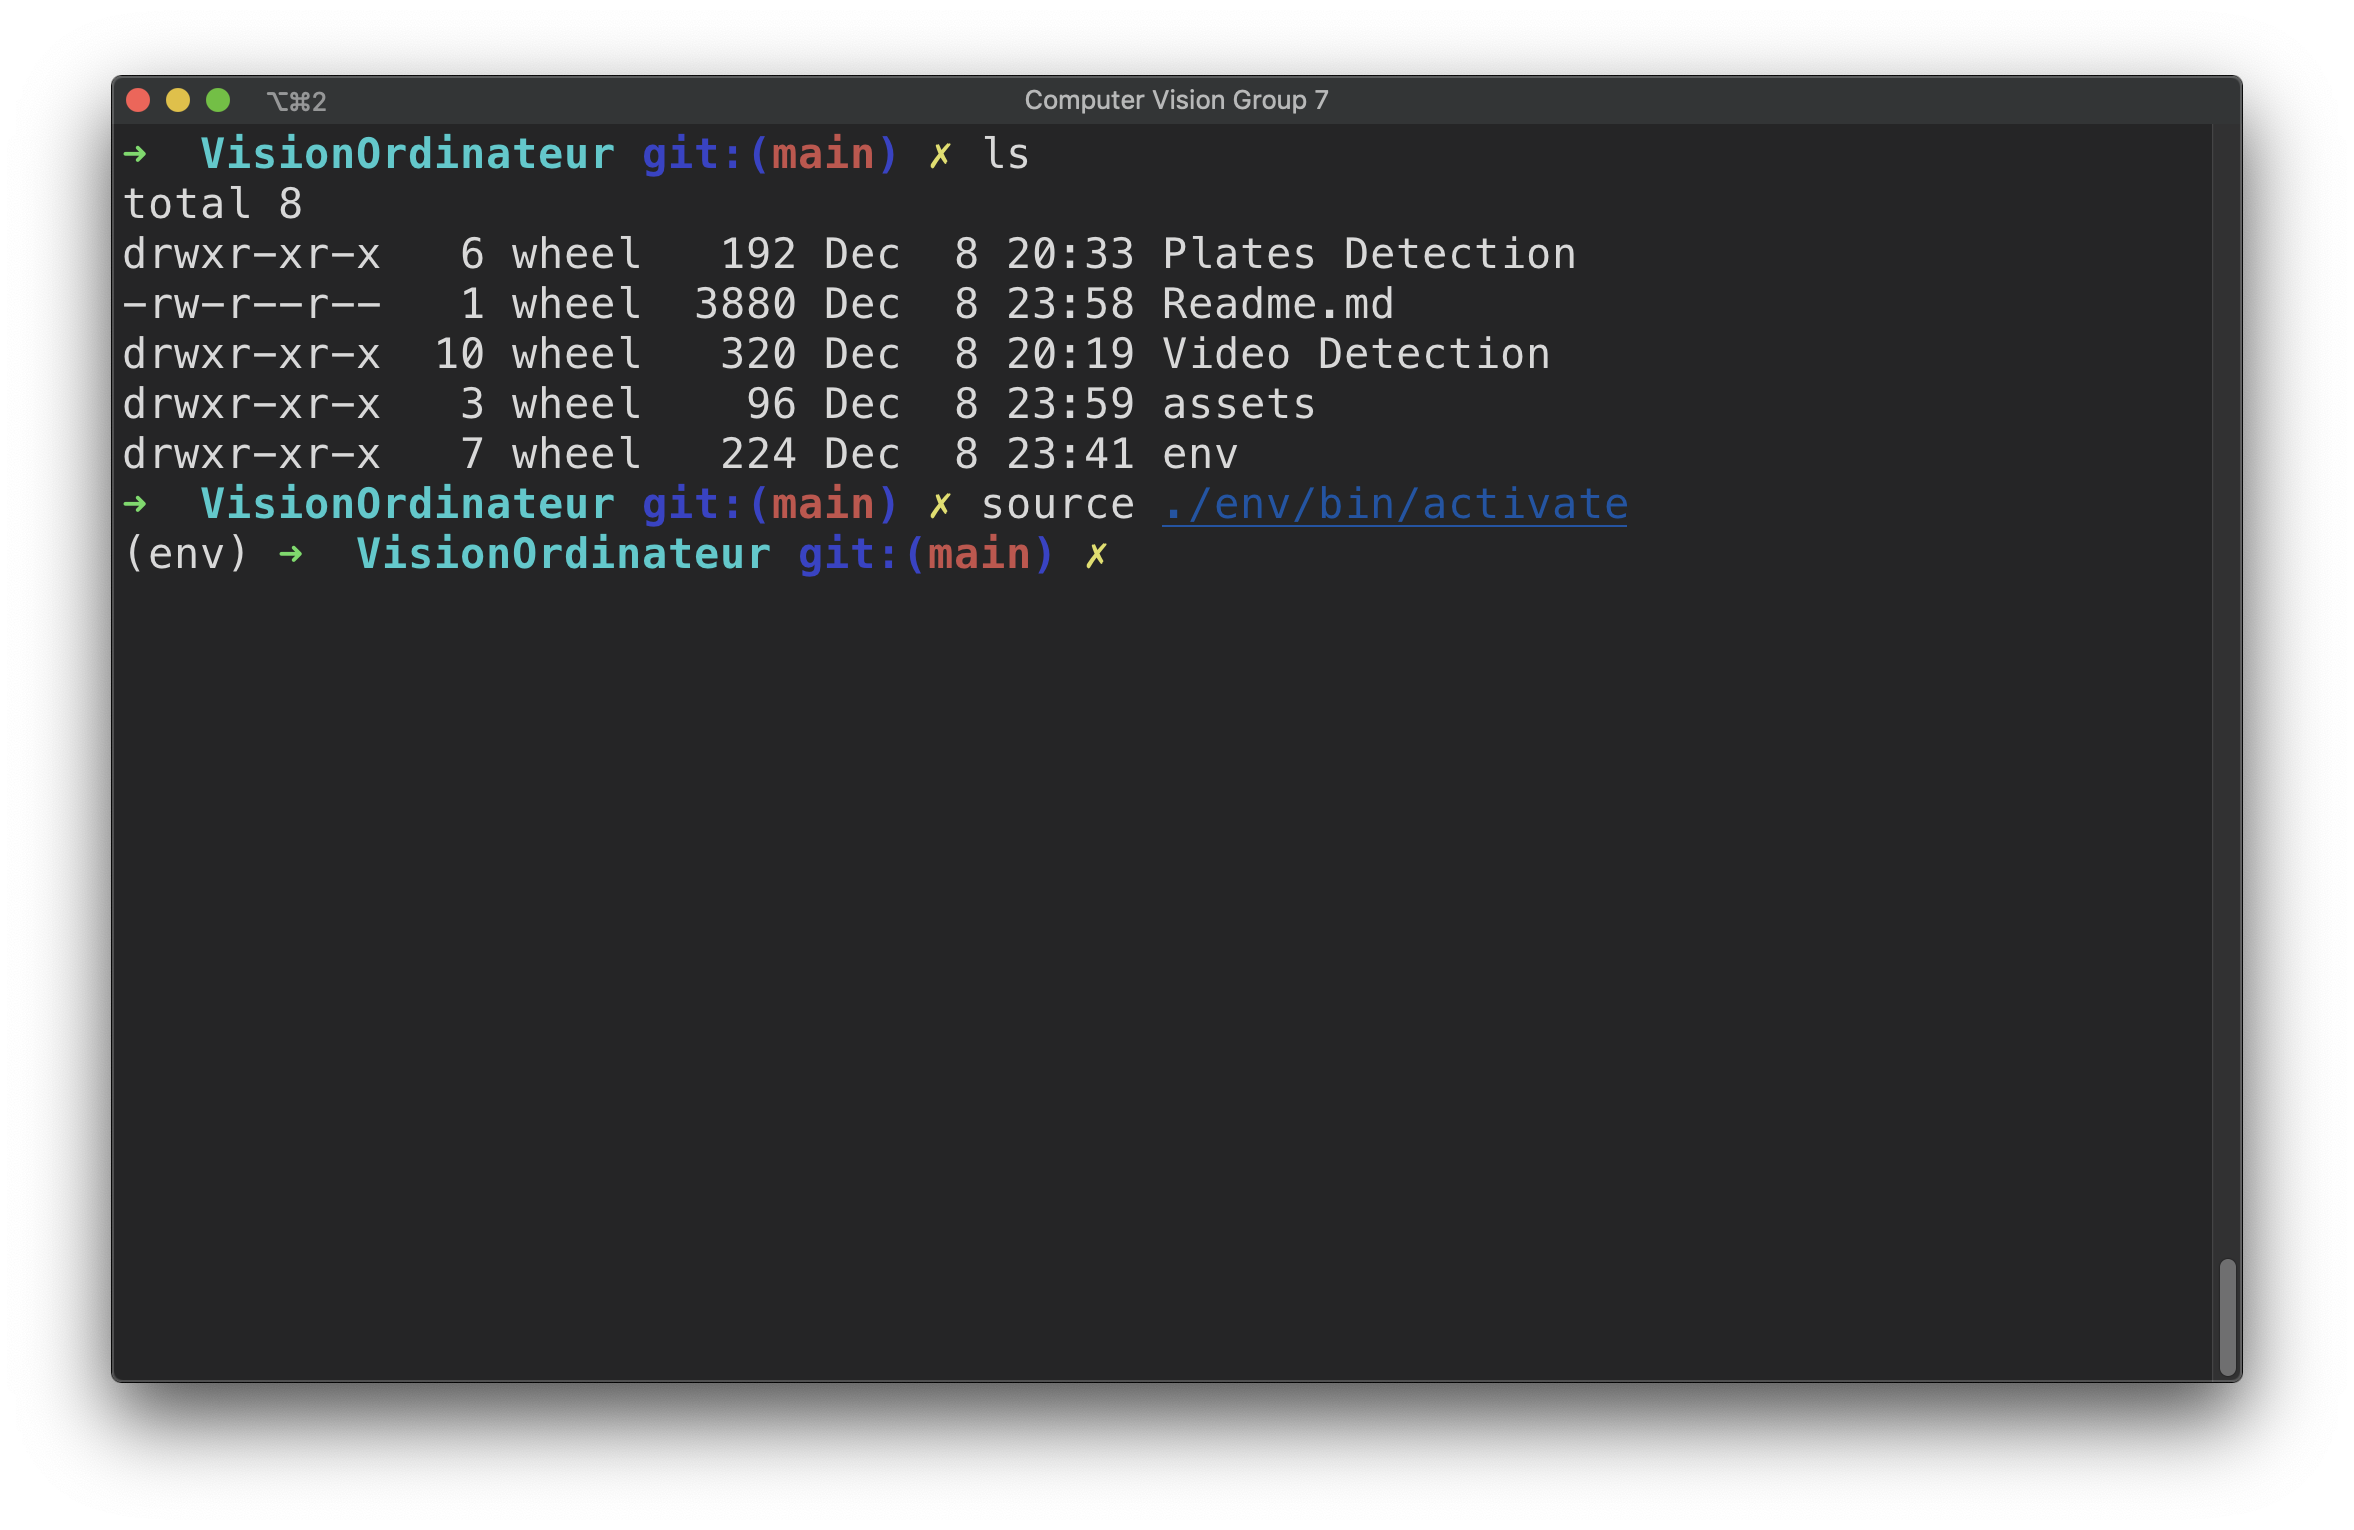 ⌥⌘2 Computer Vision Group 7
➜  VisionOrdinateur git:(main) ✗ ls
total 8
drwxr-xr-x   6 wheel   192 Dec  8 20:33 Plates Detection
-rw-r--r--   1 wheel  3880 Dec  8 23:58 Readme.md
drwxr-xr-x  10 wheel   320 Dec  8 20:19 Video Detection
drwxr-xr-x   3 wheel    96 Dec  8 23:59 assets
drwxr-xr-x   7 wheel   224 Dec  8 23:41 env
➜  VisionOrdinateur git:(main) ✗ source ./env/bin/activate
(env) ➜  VisionOrdinateur git:(main) ✗